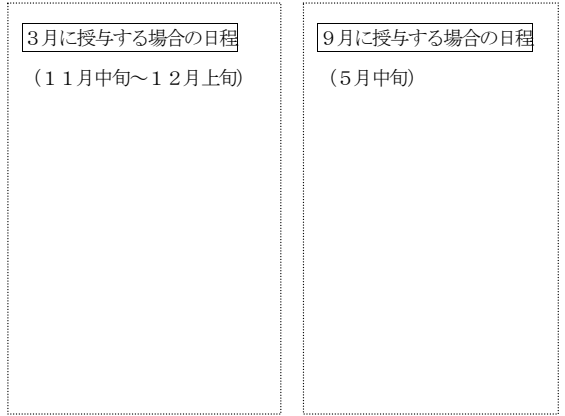 ３月に授与する場合の日程
（１１月中旬～１２月上旬）
９月に授与する場合の日程
（５月中旬）